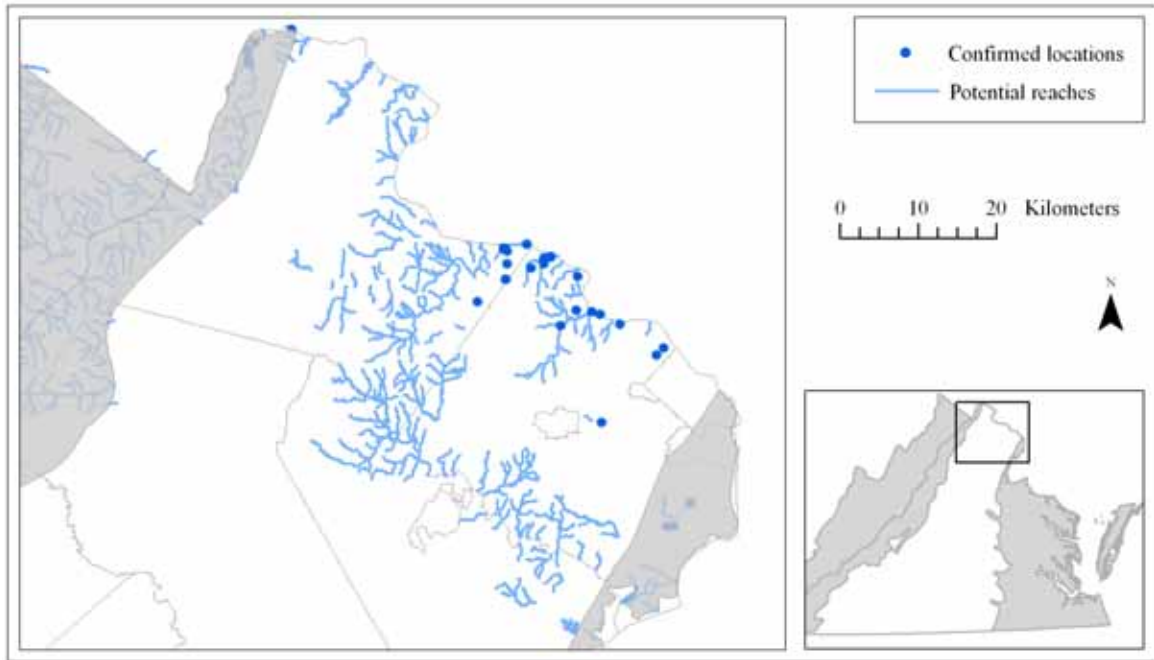 Confirmed locations
Potential reaches
0 10 20 Kilometers
N